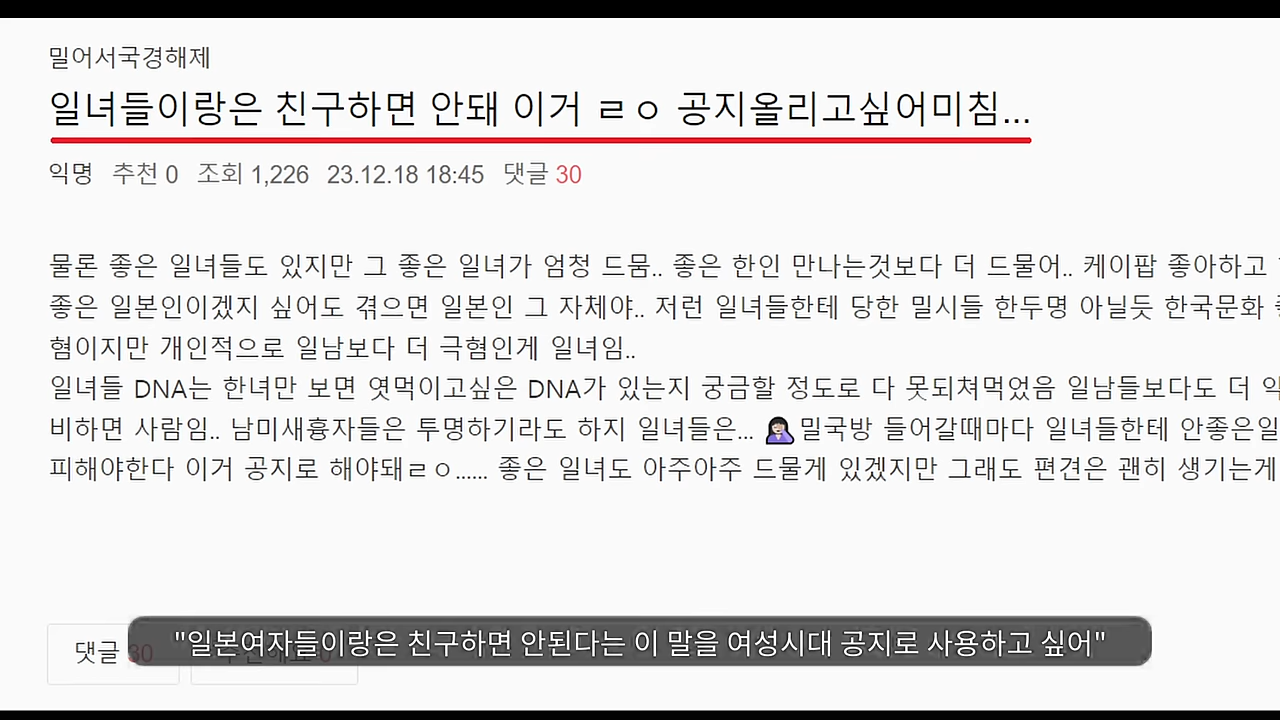 밀어서국경해제
일녀들이랑은 친구하면 안돼 이거 ㄹㅇ 공지올리고싶어미침...
익명 추천 0 조회 1,226 23.12.18 18:45 댓글 30
물론 좋은 일녀들도 있지만 그 좋은 일녀가 엄청 드뭄.. 좋은 한인 만나는것보다 더 드물어.. 케이팝 좋아하고
좋은 일본인이겠지 싶어도 겪으면 일본인 그 자체야.. 저런 일녀들한테 당한 밀시들 한두명 아닐듯 한국문화
혐이지만 개인적으로 일남보다 더 극혐인게 일녀임..
일녀들 DNA는 한녀만 보면 엿먹이고싶은 DNA가 있는지 궁금할 정도로 다 못되쳐먹었음 일남들보다도 더
비하면 사람임.. 남미새흉자들은 투명하기라도 하지 일녀들은... 🤦🏻‍♀️ 밀국방 들어갈때마다 일녀들한테 안좋은일
피해야한다 이거 공지로 해야돼ㄹㅇ...... 좋은 일녀도 아주아주 드물게 있겠지만 그래도 편견은 괜히 생기는게
댓글 30
"일본여자들이랑은 친구하면 안된다는 이 말을 여성시대 공지로 사용하고 싶어"